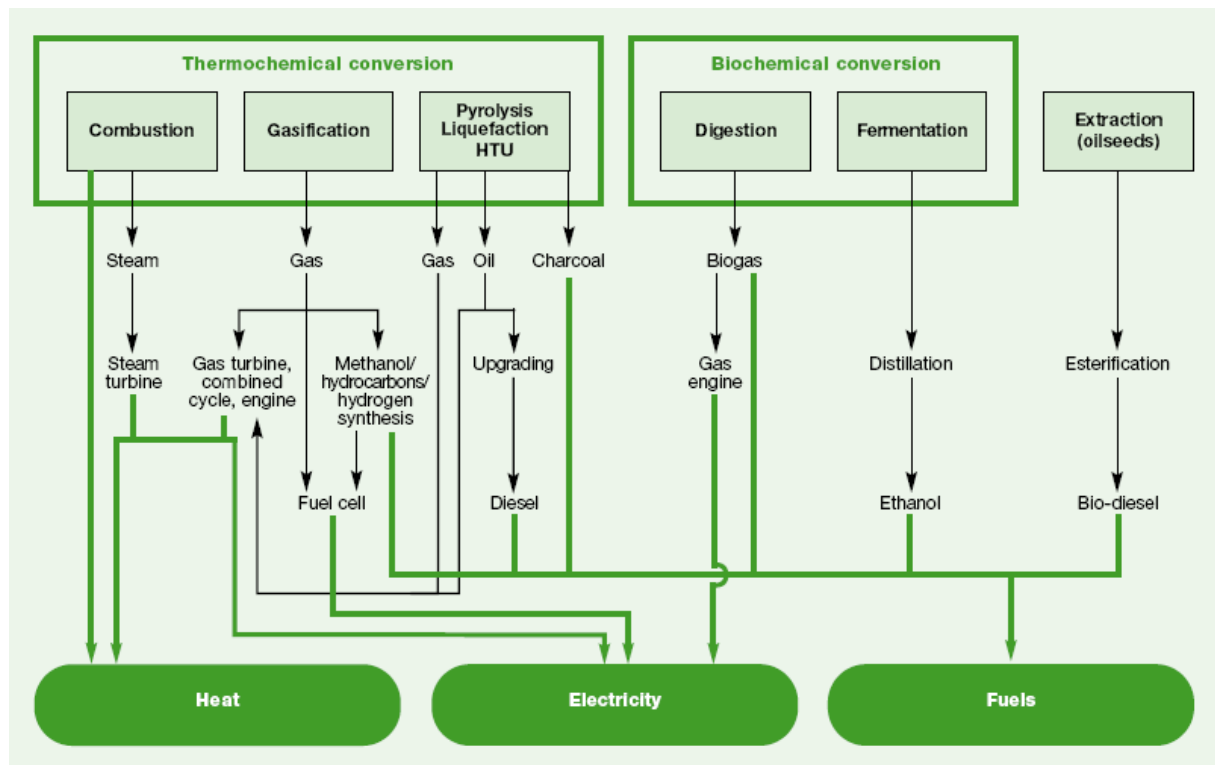 Thermochemical conversion
Biochemical conversion
Combustion
Gasification
Pyrolysis
Liquefaction
HTU
Digestion
Fermentation
Extraction
(oilseeds)
Steam
Gas
Gas
Oil
Charcoal
Biogas
Steam
turbine
Gas turbine,
combined
cycle, engine
Methanol/
hydrocarbons/
hydrogen
synthesis
Upgrading
Gas
engine
Distillation
Esterification
Fuel cell
Diesel
Ethanol
Bio-diesel
Heat
Electricity
Fuels